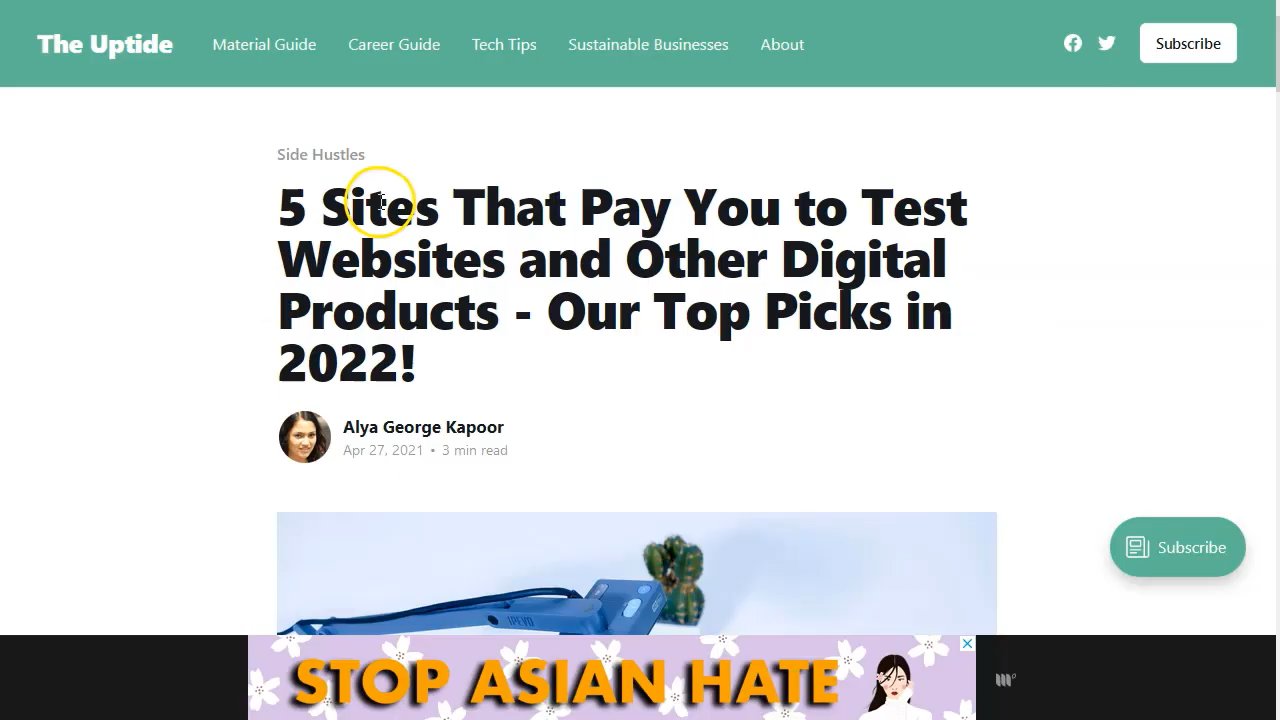 The Uptide
Material Guide
Career Guide
Tech Tips
Sustainable Businesses
About
Subscribe
Side Hustles
5 Sites That Pay You to Test
Websites and Other Digital
Products - Our Top Picks in
2022!
Alya George Kapoor
Apr 27, 2021 • 3 min read
IPEVO
Subscribe
STOP ASIAN HATE